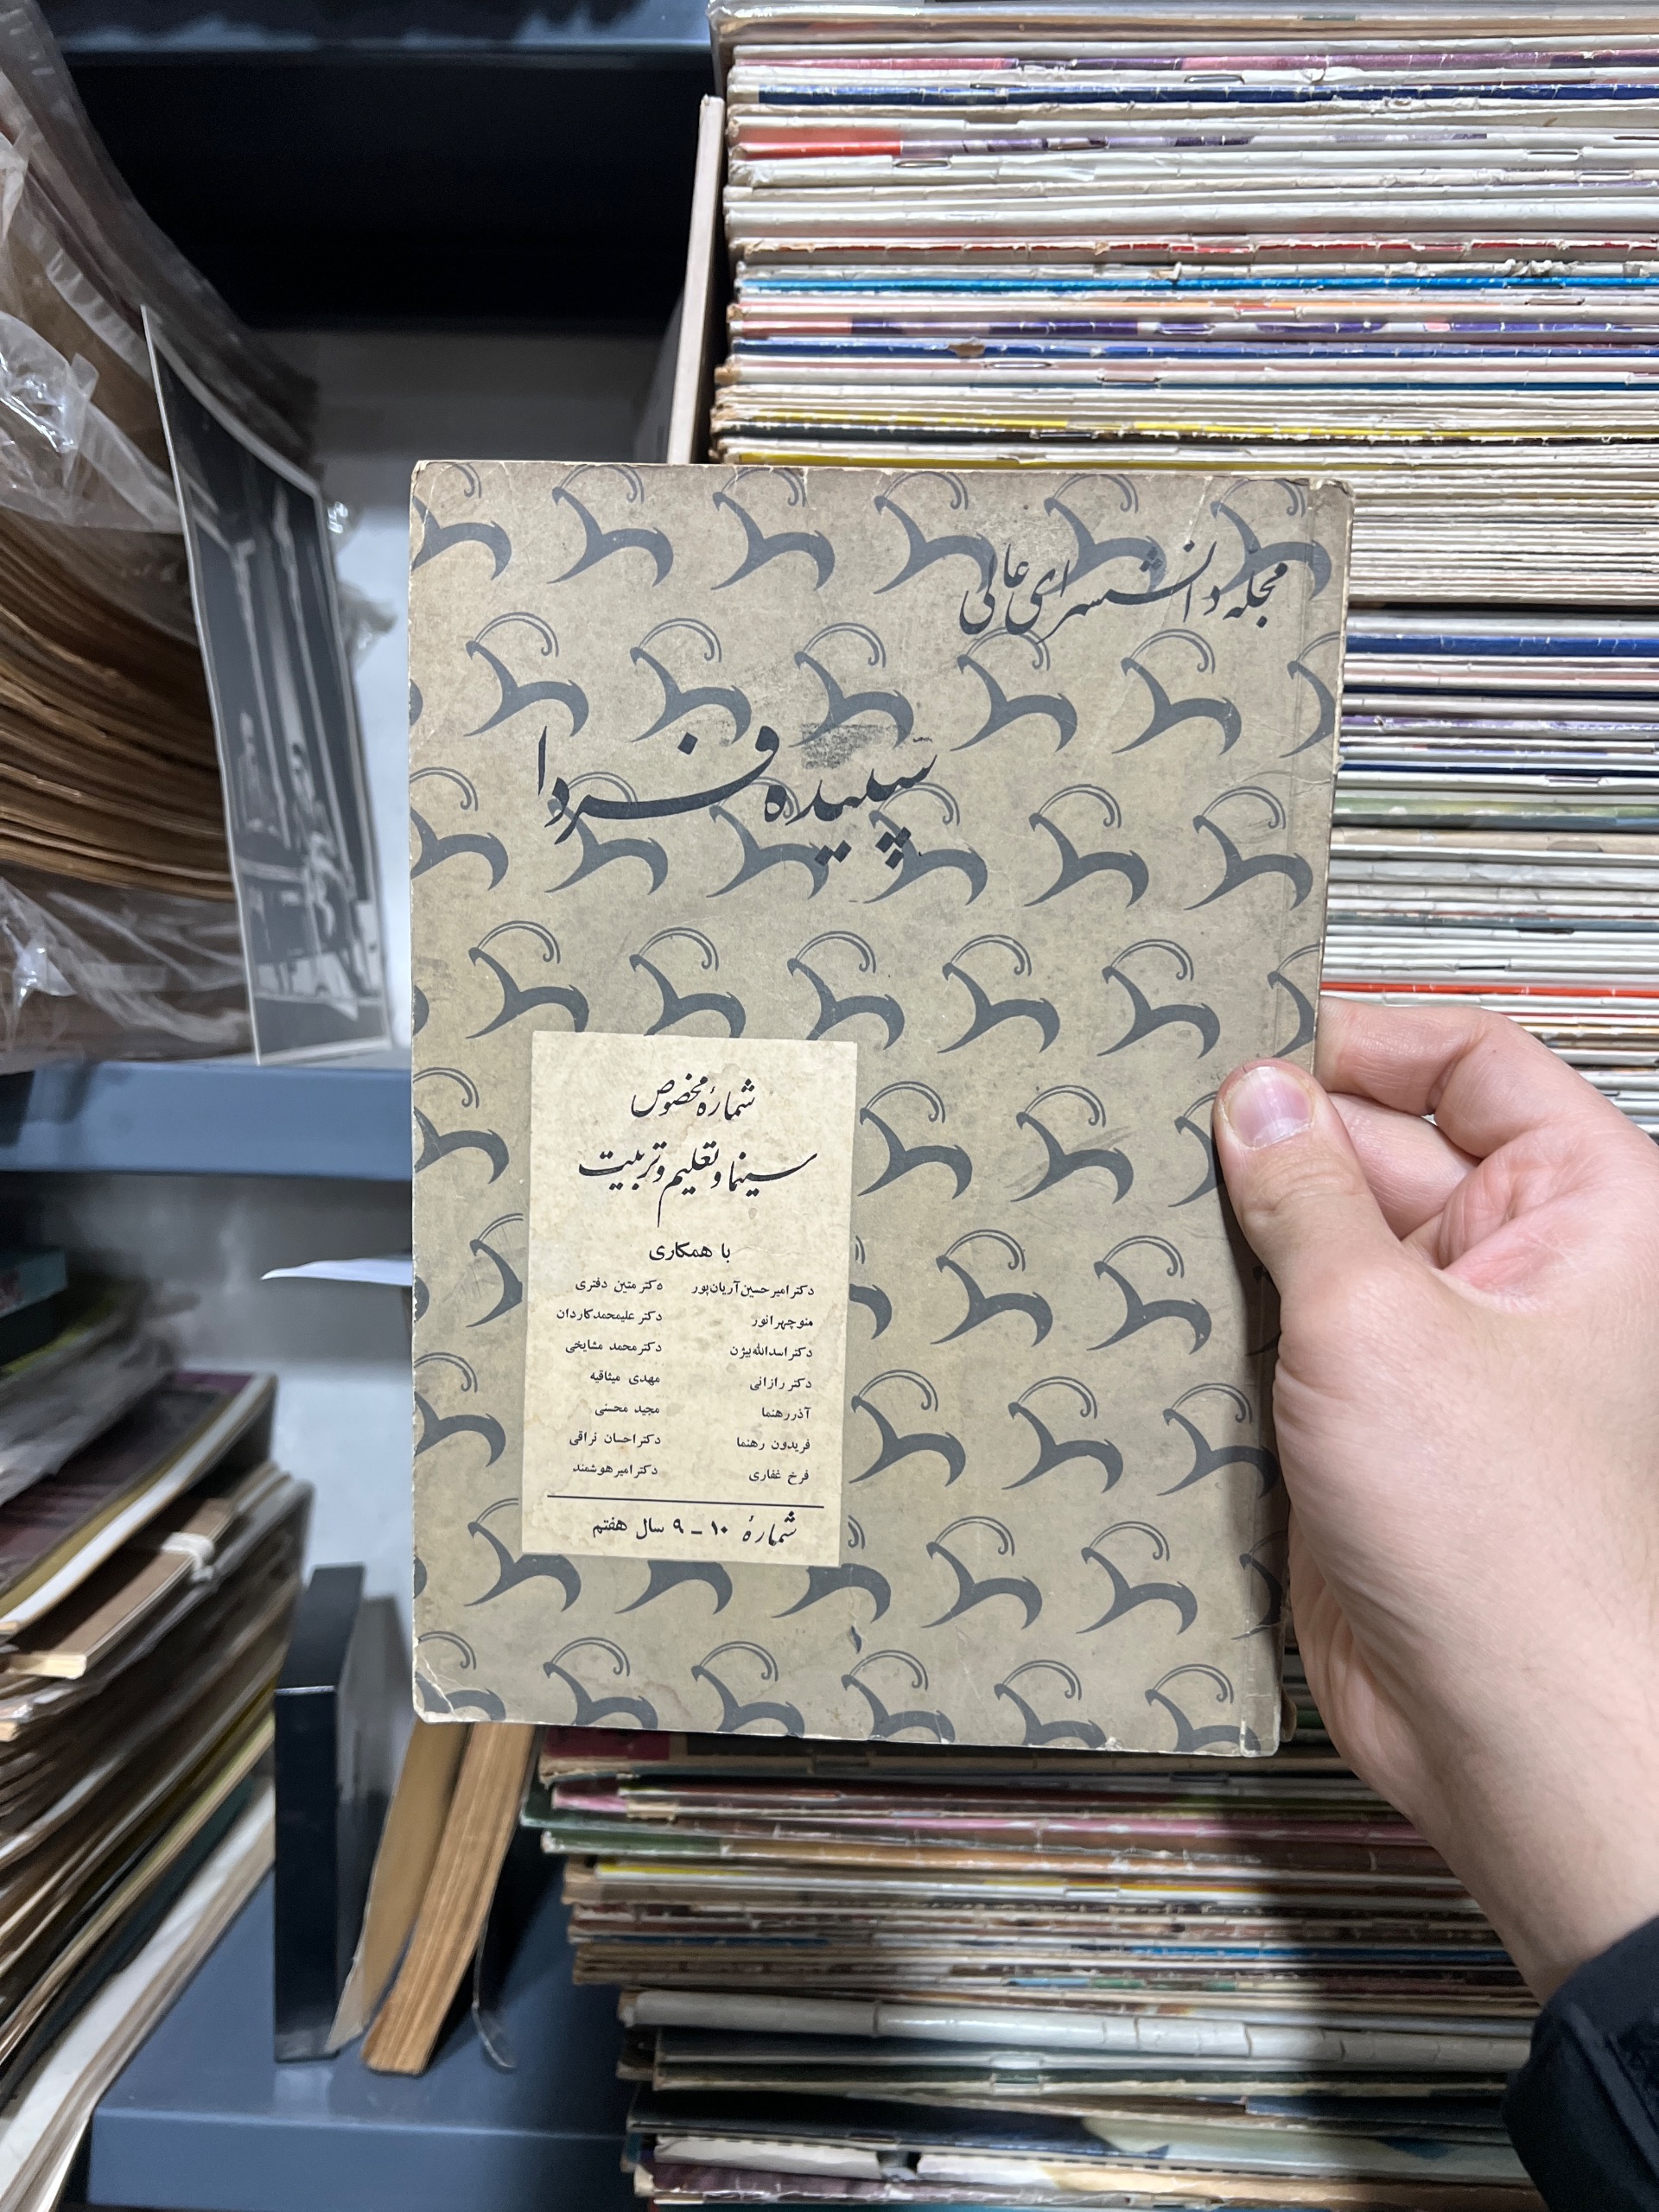 مجله دانشسرای عالی
سپیده فردا
شمارهٔ مخصوص
سینما و تعلیم و تربیت
با همکاری
دکتر امیرحسین آریان‌پور دکتر متین دفتری
منوچهر انور دکتر علیمحمد کاردان
دکتر اسدالله بیژن دکتر محمد مشایخی
دکتر رازانی مهدی میثاقیه
آذر رهنما مجید محسنی
فریدون رهنما دکتر احسان نراقی
فرخ غفاری دکتر امیر هوشمند
شمارهٔ ۱۰ ــ ۹ سال هفتم